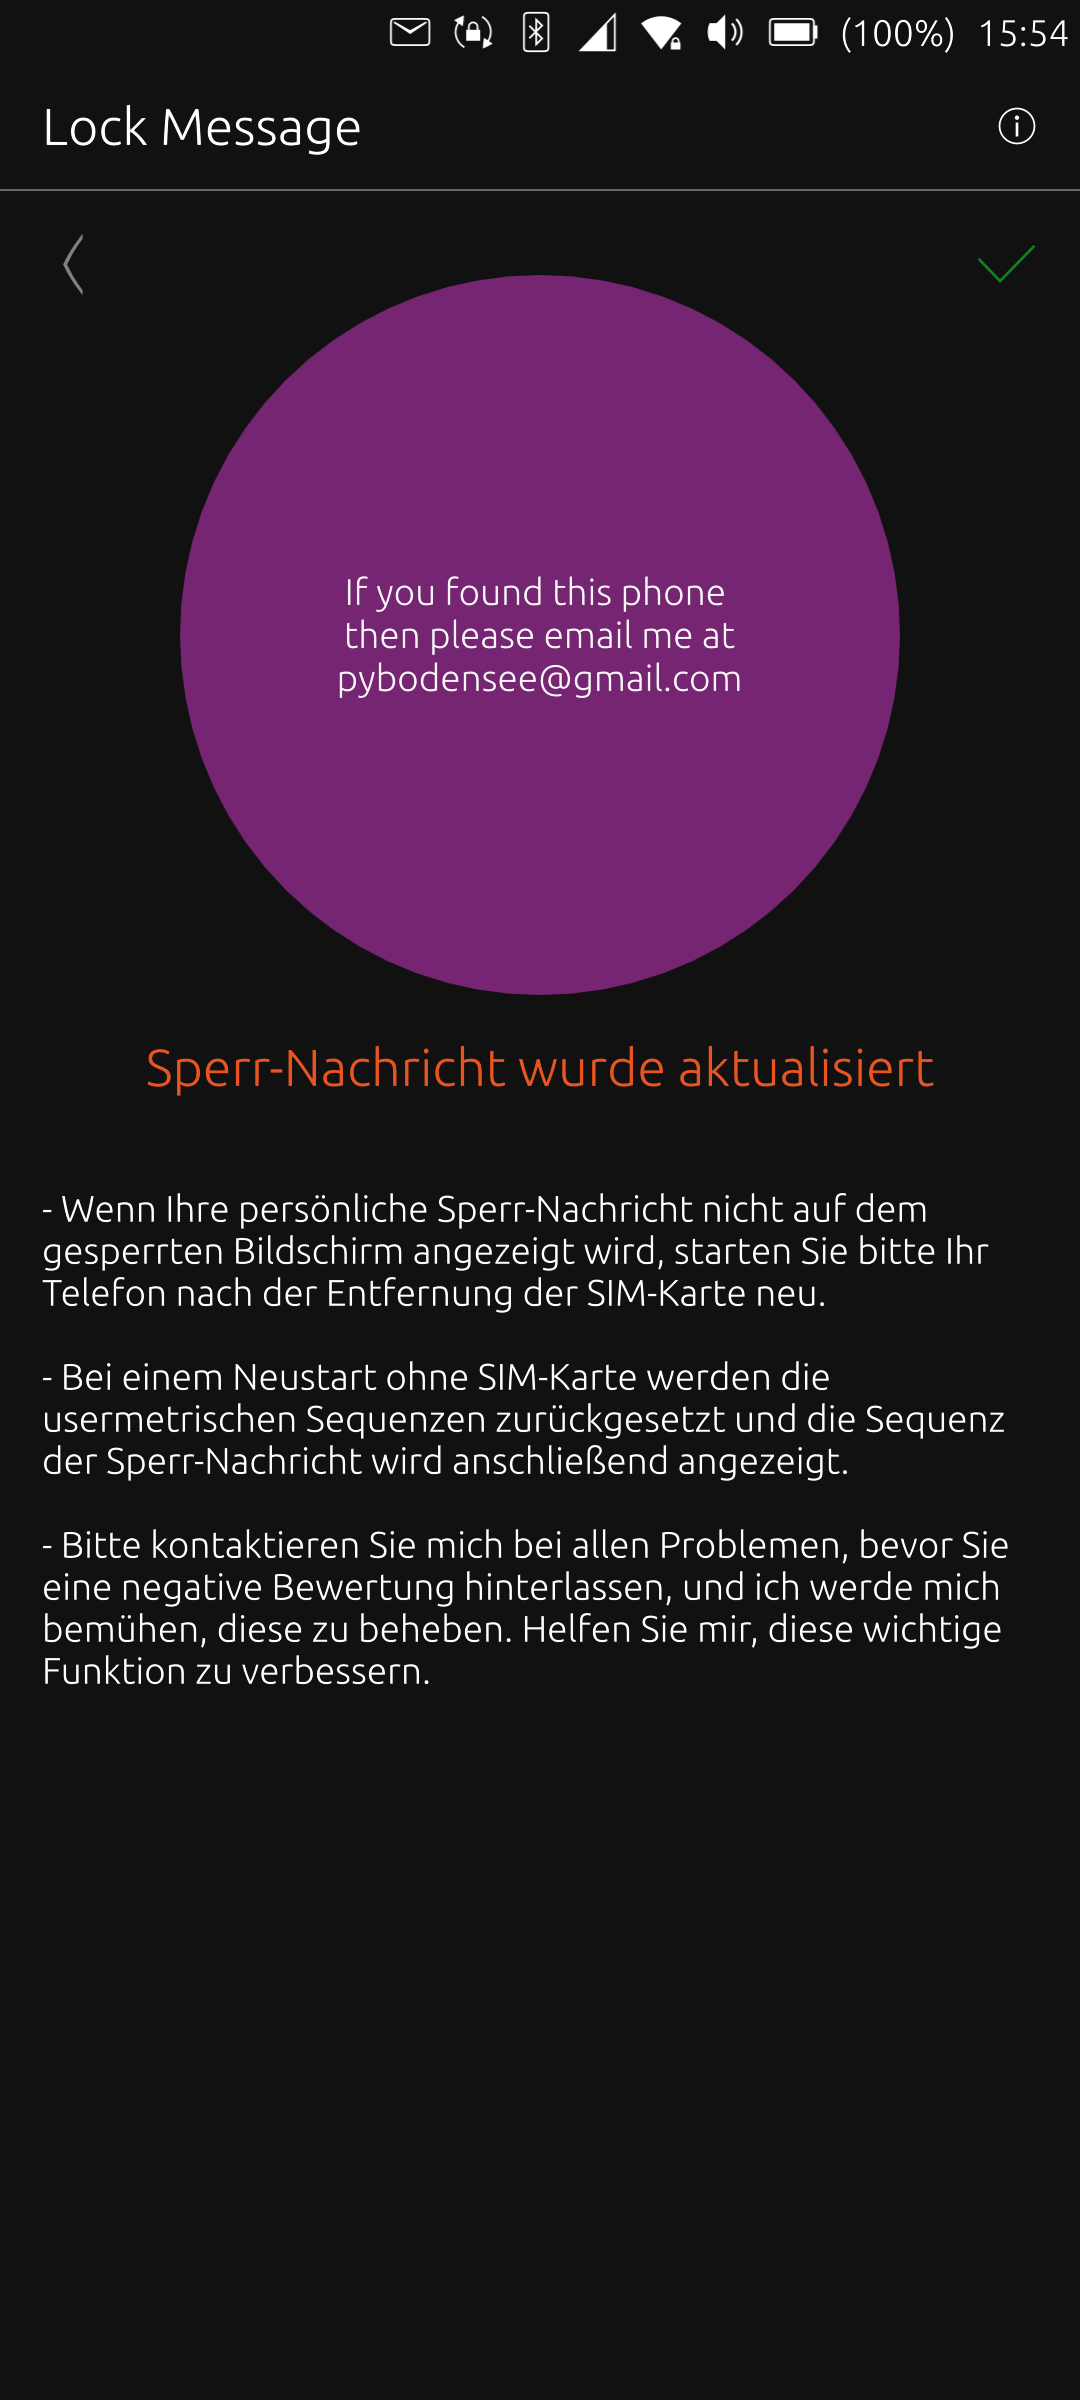 (100%) 15:54
Lock Message
If you found this phone
then please email me at
pybodensee@gmail.com
Sperr-Nachricht wurde aktualisiert
- Wenn Ihre persönliche Sperr-Nachricht nicht auf dem
gesperrten Bildschirm angezeigt wird, starten Sie bitte Ihr
Telefon nach der Entfernung der SIM-Karte neu.
- Bei einem Neustart ohne SIM-Karte werden die
usermetrischen Sequenzen zurückgesetzt und die Sequenz
der Sperr-Nachricht wird anschließend angezeigt.
- Bitte kontaktieren Sie mich bei allen Problemen, bevor Sie
eine negative Bewertung hinterlassen, und ich werde mich
bemühen, diese zu beheben. Helfen Sie mir, diese wichtige
Funktion zu verbessern.